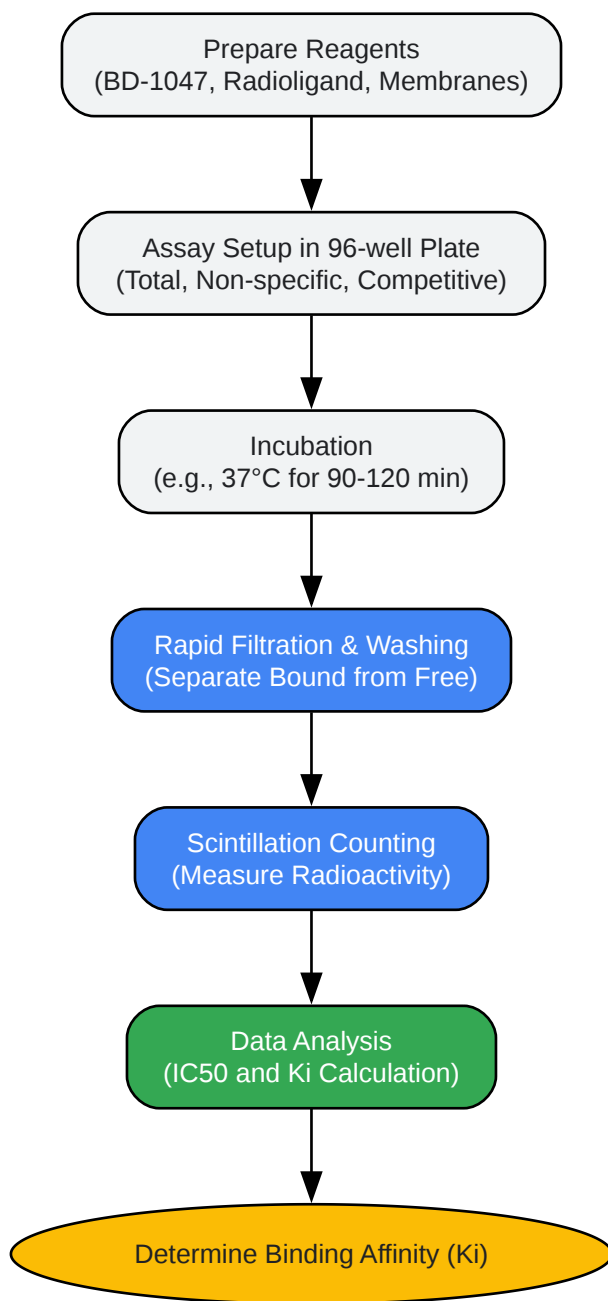 Prepare Reagents
(BD-1047, Radioligand, Membranes)
Assay Setup in 96-well Plate
(Total, Non-specific, Competitive)
Incubation
(e.g., 37°C for 90-120 min)
Rapid Filtration & Washing
(Separate Bound from Free)
Scintillation Counting
(Measure Radioactivity)
Data Analysis
(IC50 and Ki Calculation)
Determine Binding Affinity (Ki)